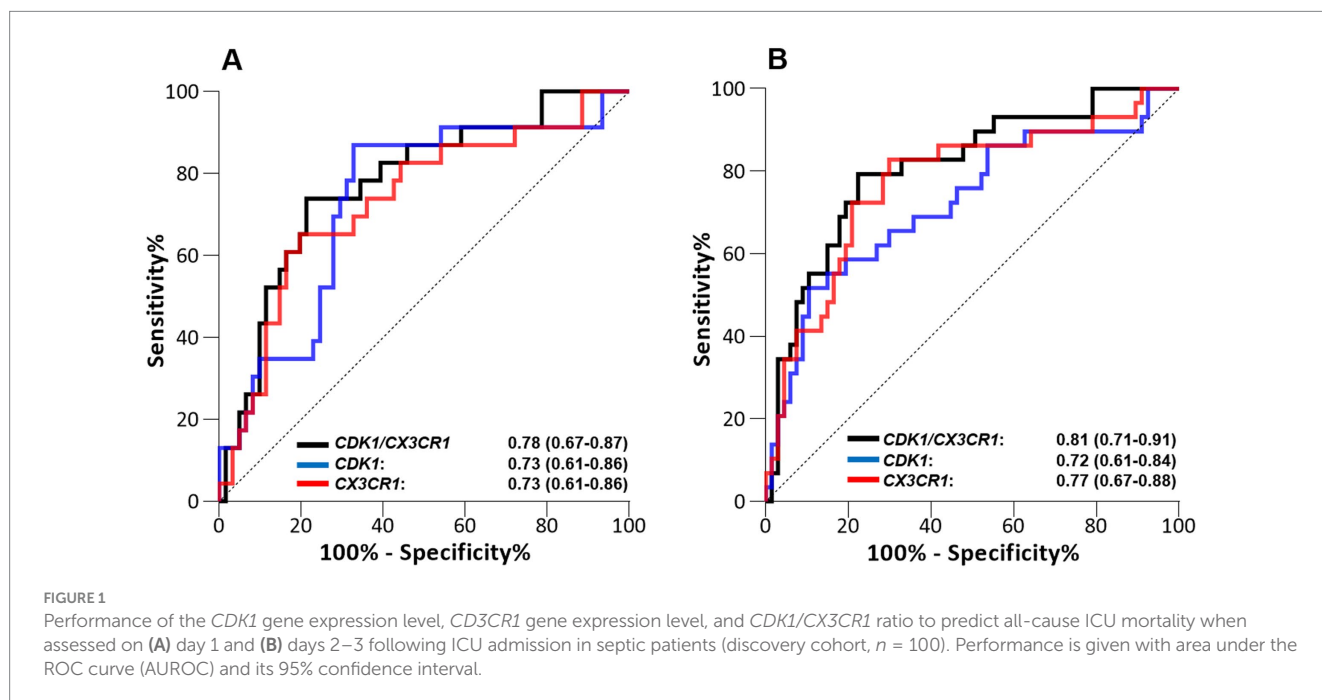 A
100
80
60
40
20
0
Sensitivity%
0 20 40 60 80 100
100% - Specificity%
CDK1/CX3CR1 0.78 (0.67-0.87)
CDK1: 0.73 (0.61-0.86)
CX3CR1: 0.73 (0.61-0.86)
B
100
80
60
40
20
0
Sensitivity%
0 20 40 60 80 100
100% - Specificity%
CDK1/CX3CR1: 0.81 (0.71-0.91)
CDK1: 0.72 (0.61-0.84)
CX3CR1: 0.77 (0.67-0.88)
FIGURE 1
Performance of the CDK1 gene expression level, CD3CR1 gene expression level, and CDK1/CX3CR1 ratio to predict all-cause ICU mortality when
assessed on (A) day 1 and (B) days 2–3 following ICU admission in septic patients (discovery cohort, n = 100). Performance is given with area under the
ROC curve (AUROC) and its 95% confidence interval.